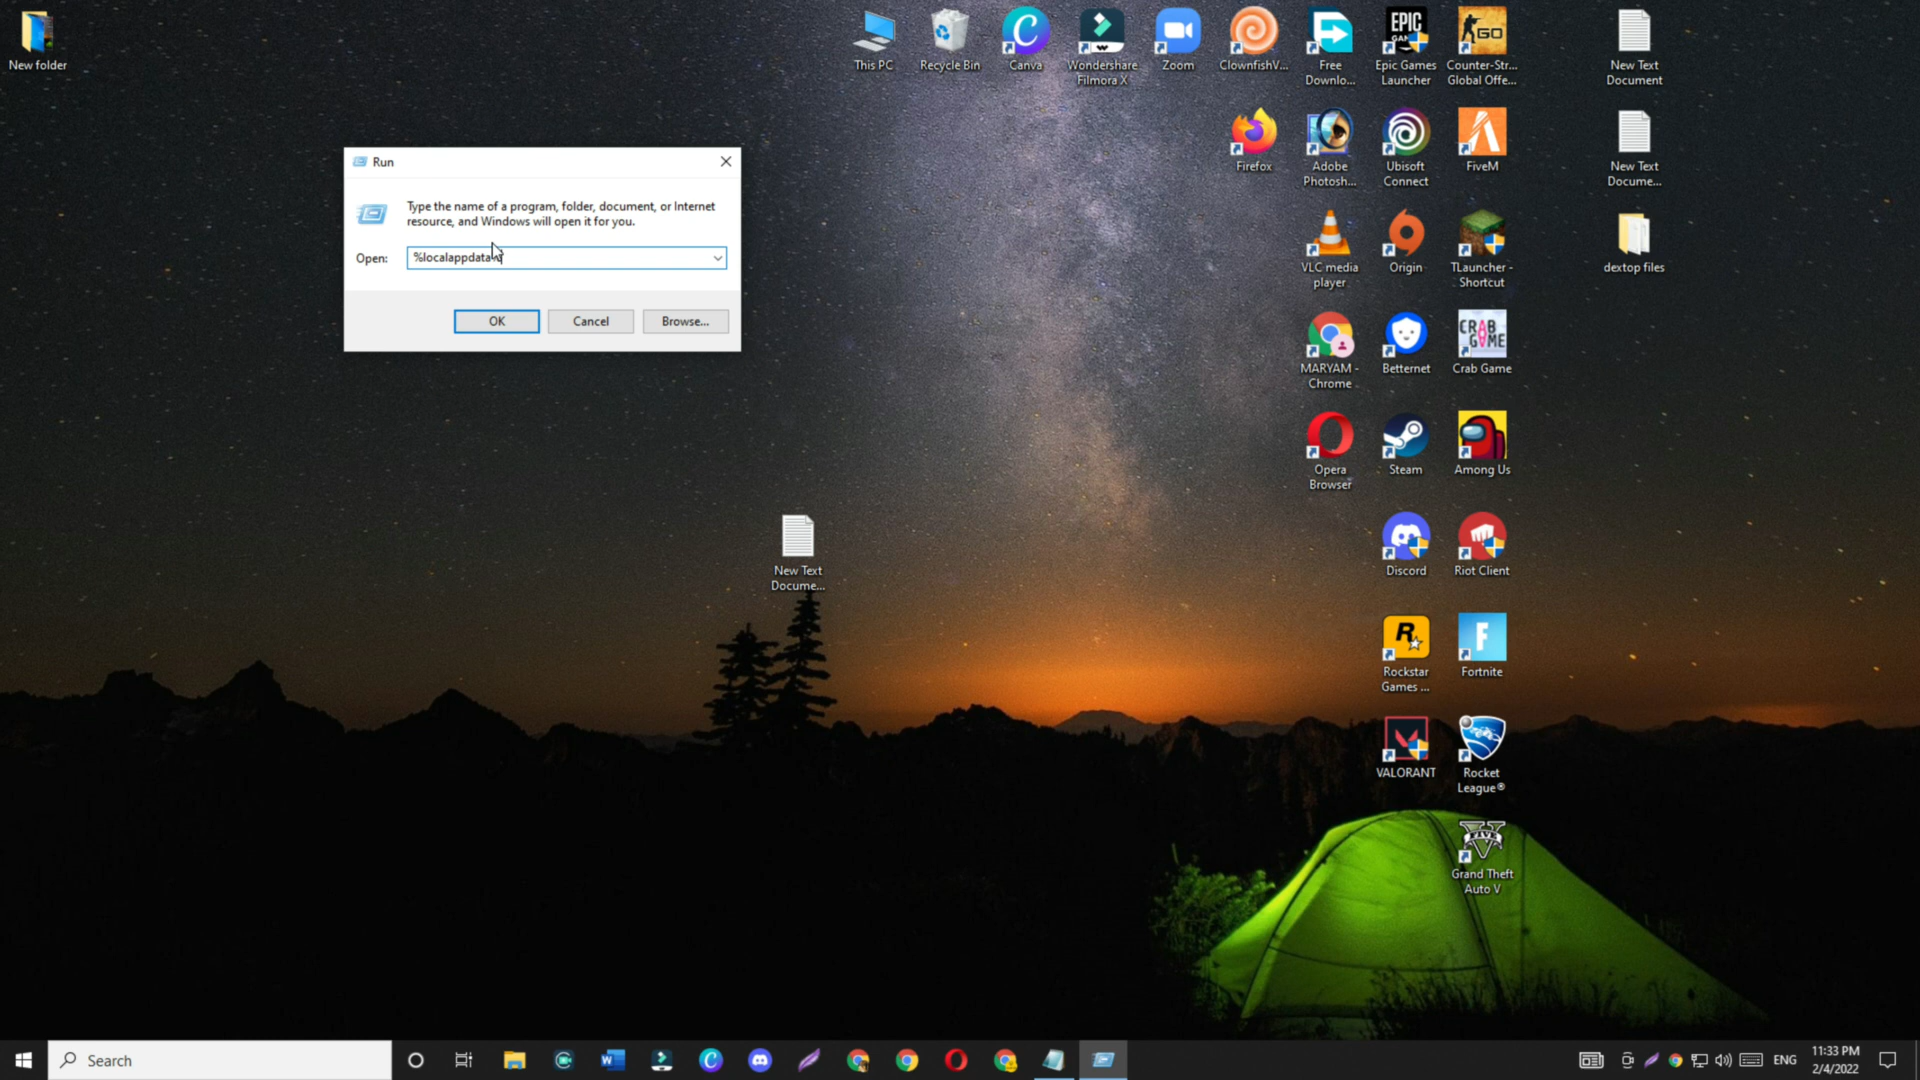 New folder
This PC
Recycle Bin
Canva
Wondershare
Filmora X
Zoom
ClownfishV...
Free
Downlo...
EPIC
Epic Games
Launcher
GO
Counter-Str...
Global Offe...
New Text
Document
Firefox
Adobe
Photosh...
Ubisoft
Connect
FiveM
New Text
Docume...
Run
Type the name of a program, folder, document, or Internet
resource, and Windows will open it for you.
Open:
%localappdata%
OK
Cancel
Browse...
VLC media
player
Origin
TLauncher -
Shortcut
dextop files
MARYAM -
Chrome
Betternet
CRAB
GAME
Crab Game
Opera
Browser
Steam
Among Us
New Text
Docume...
Discord
Riot Client
Rockstar
Games ...
Fortnite
VALORANT
Rocket
League®
FIVE
Grand Theft
Auto V
Search
ENG
11:33 PM
2/4/2022